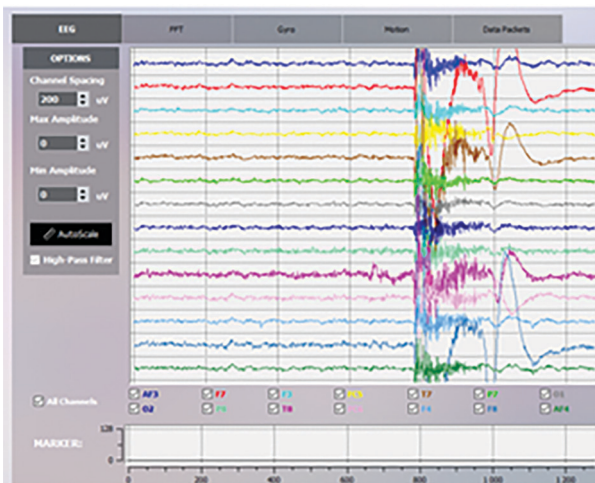 EEG FFT Gyro Motion Data Packets
OPTIONS
Channel Spacing
200 uV
Max Amplitude
0 uV
Min Amplitude
0 uV
AutoScale
High-Pass Filter
All Channels
AF3 F7 F3 FC5 T7 P7 O1
O2 P8 T8 F4 F8 AF4
MARKER:
128
0
0 200 400 600 800 1000 1200